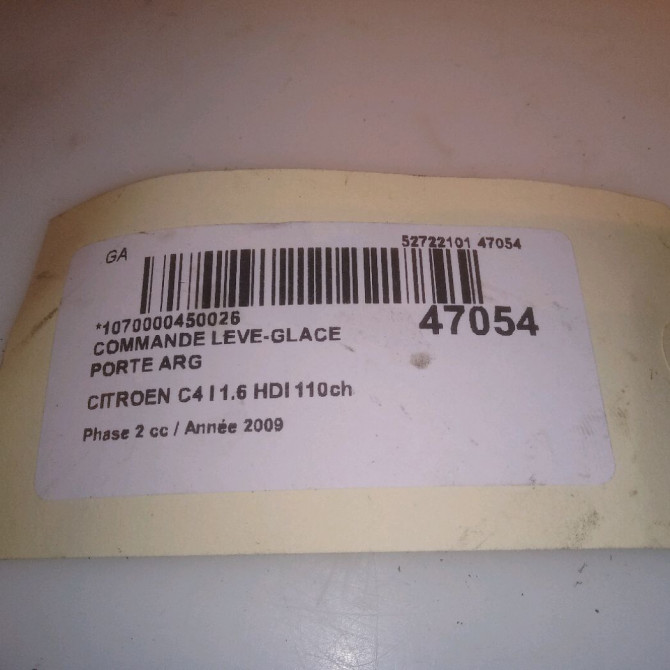 GA
52722101 47054
*1070000450026
47054
COMMANDE LEVE-GLACE
PORTE ARG
CITROEN C4 I 1.6 HDI 110ch
Phase 2 cc / Année 2009